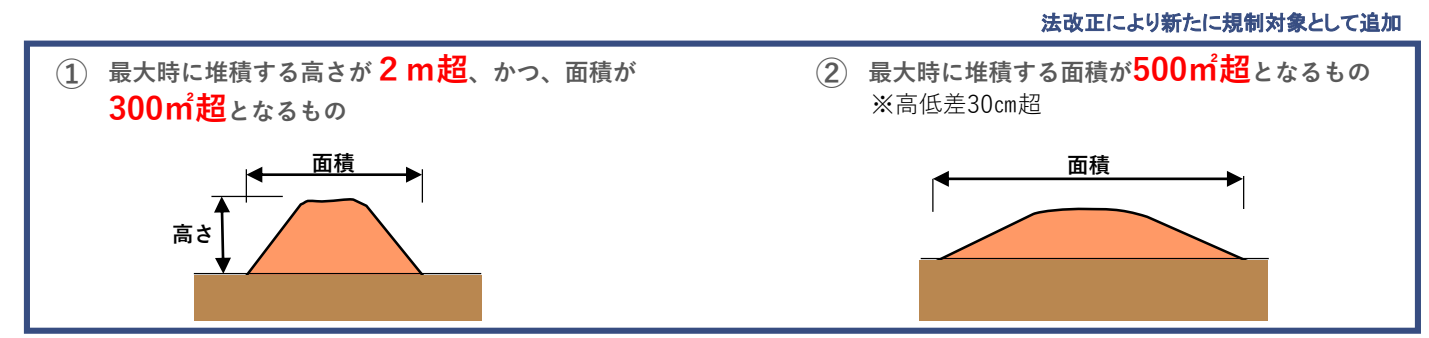 法改正により新たに規制対象として追加
① 最大時に堆積する高さが２ｍ超、かつ、面積が
300㎡超となるもの
面積
高さ
② 最大時に堆積する面積が500㎡超となるもの
※高低差30㎝超
面積